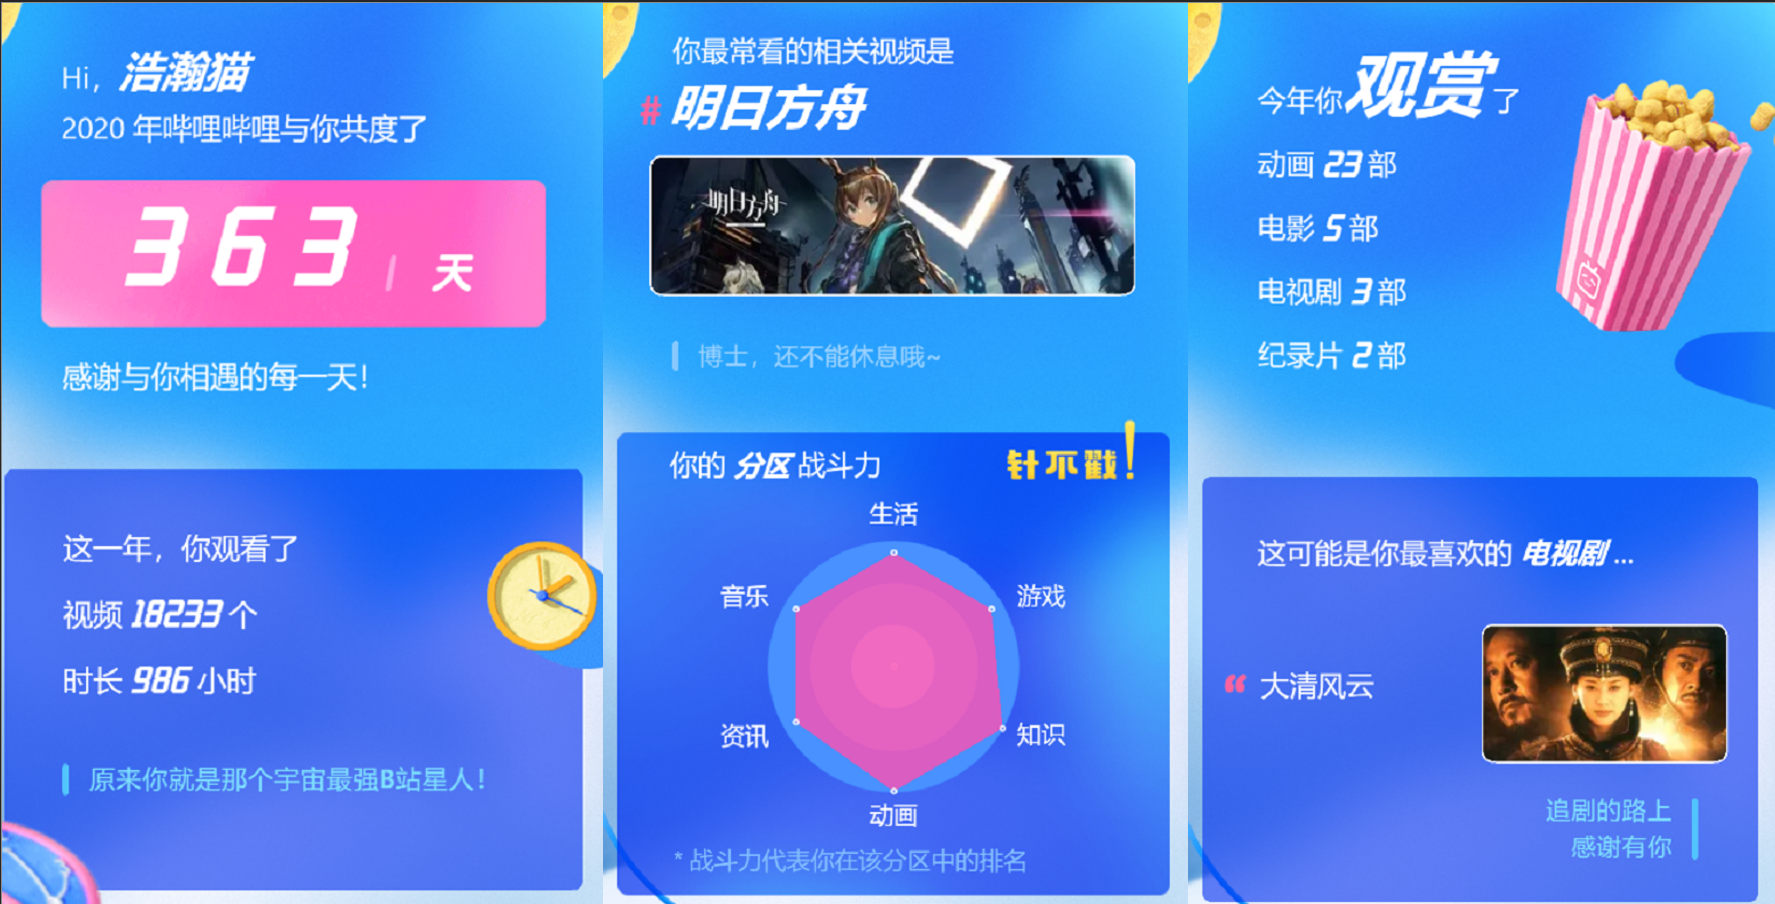 Hi，浩瀚猫
2020 年哔哩哔哩与你共度了
363 / 天
感谢与你相遇的每一天！
这一年，你观看了
视频 18233 个
时长 986 小时
原来你就是那个宇宙最强B站星人！
你最常看的相关视频是
# 明日方舟
明日方舟
博士，还不能休息哦~
你的 分区 战斗力
针不戳！
生活
音乐
游戏
资讯
知识
动画
* 战斗力代表你在该分区中的排名
今年你观赏了
动画 23 部
电影 5 部
电视剧 3 部
纪录片 2 部
这可能是你最喜欢的 电视剧 ...
“ 大清风云
追剧的路上
感谢有你